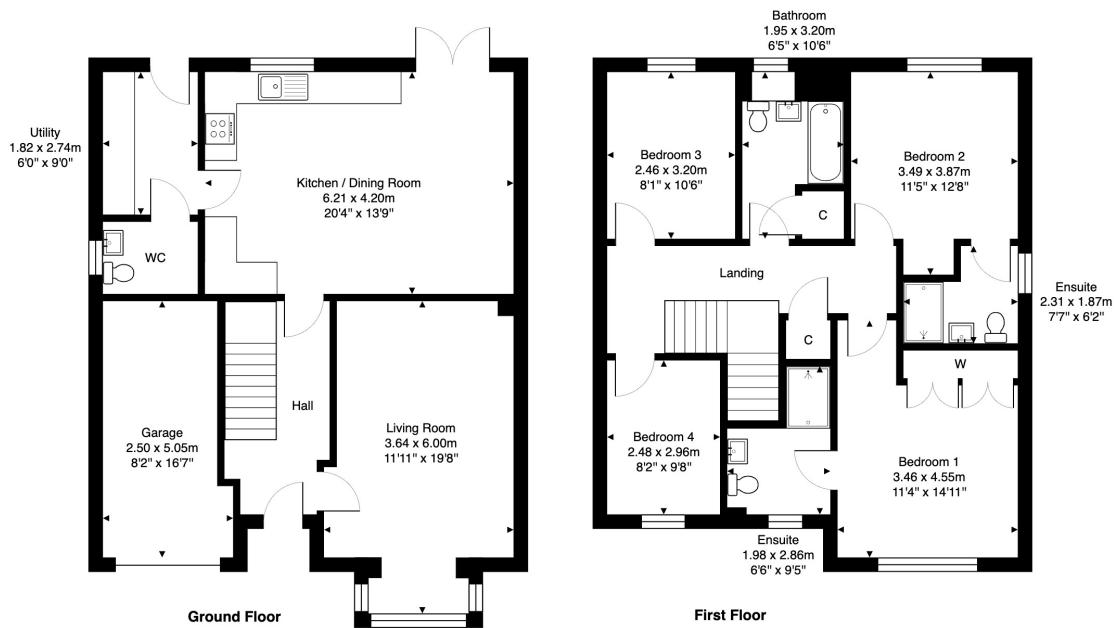 Utility
1.82 x 2.74m
6'0" x 9'0"
Kitchen / Dining Room
6.21 x 4.20m
20'4" x 13'9"
WC
Hall
Garage
2.50 x 5.05m
8'2" x 16'7"
Living Room
3.64 x 6.00m
11'11" x 19'8"
Ground Floor
Bathroom
1.95 x 3.20m
6'5" x 10'6"
Bedroom 3
2.46 x 3.20m
8'1" x 10'6"
Bedroom 2
3.49 x 3.87m
11'5" x 12'8"
C
Landing
Ensuite
2.31 x 1.87m
7'7" x 6'2"
C
W
Bedroom 4
2.48 x 2.96m
8'2" x 9'8"
Bedroom 1
3.46 x 4.55m
11'4" x 14'11"
Ensuite
1.98 x 2.86m
6'6" x 9'5"
First Floor